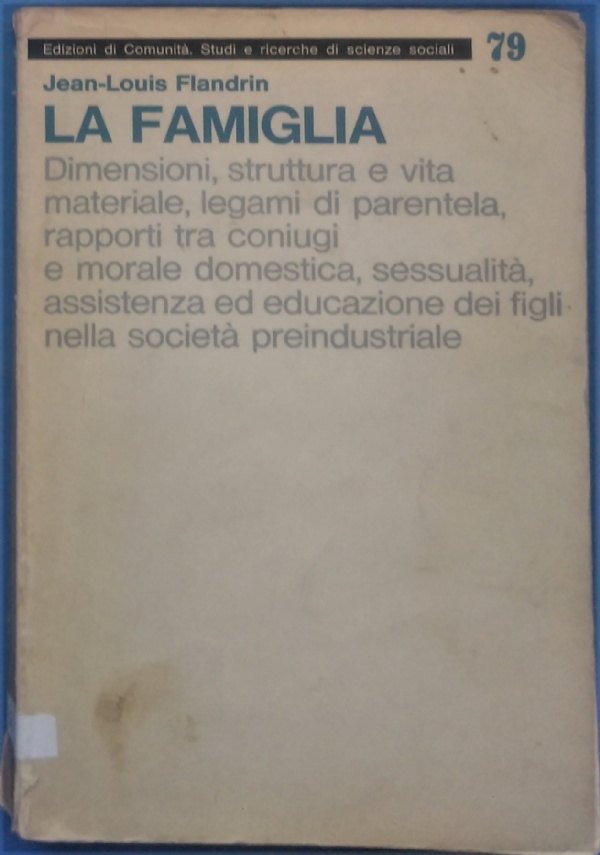 Edizioni di Comunità. Studi e ricerche di scienze sociali 79
Jean-Louis Flandrin
LA FAMIGLIA
Dimensioni, struttura e vita
materiale, legami di parentela,
rapporti tra coniugi
e morale domestica, sessualità,
assistenza ed educazione dei figli
nella società preindustriale